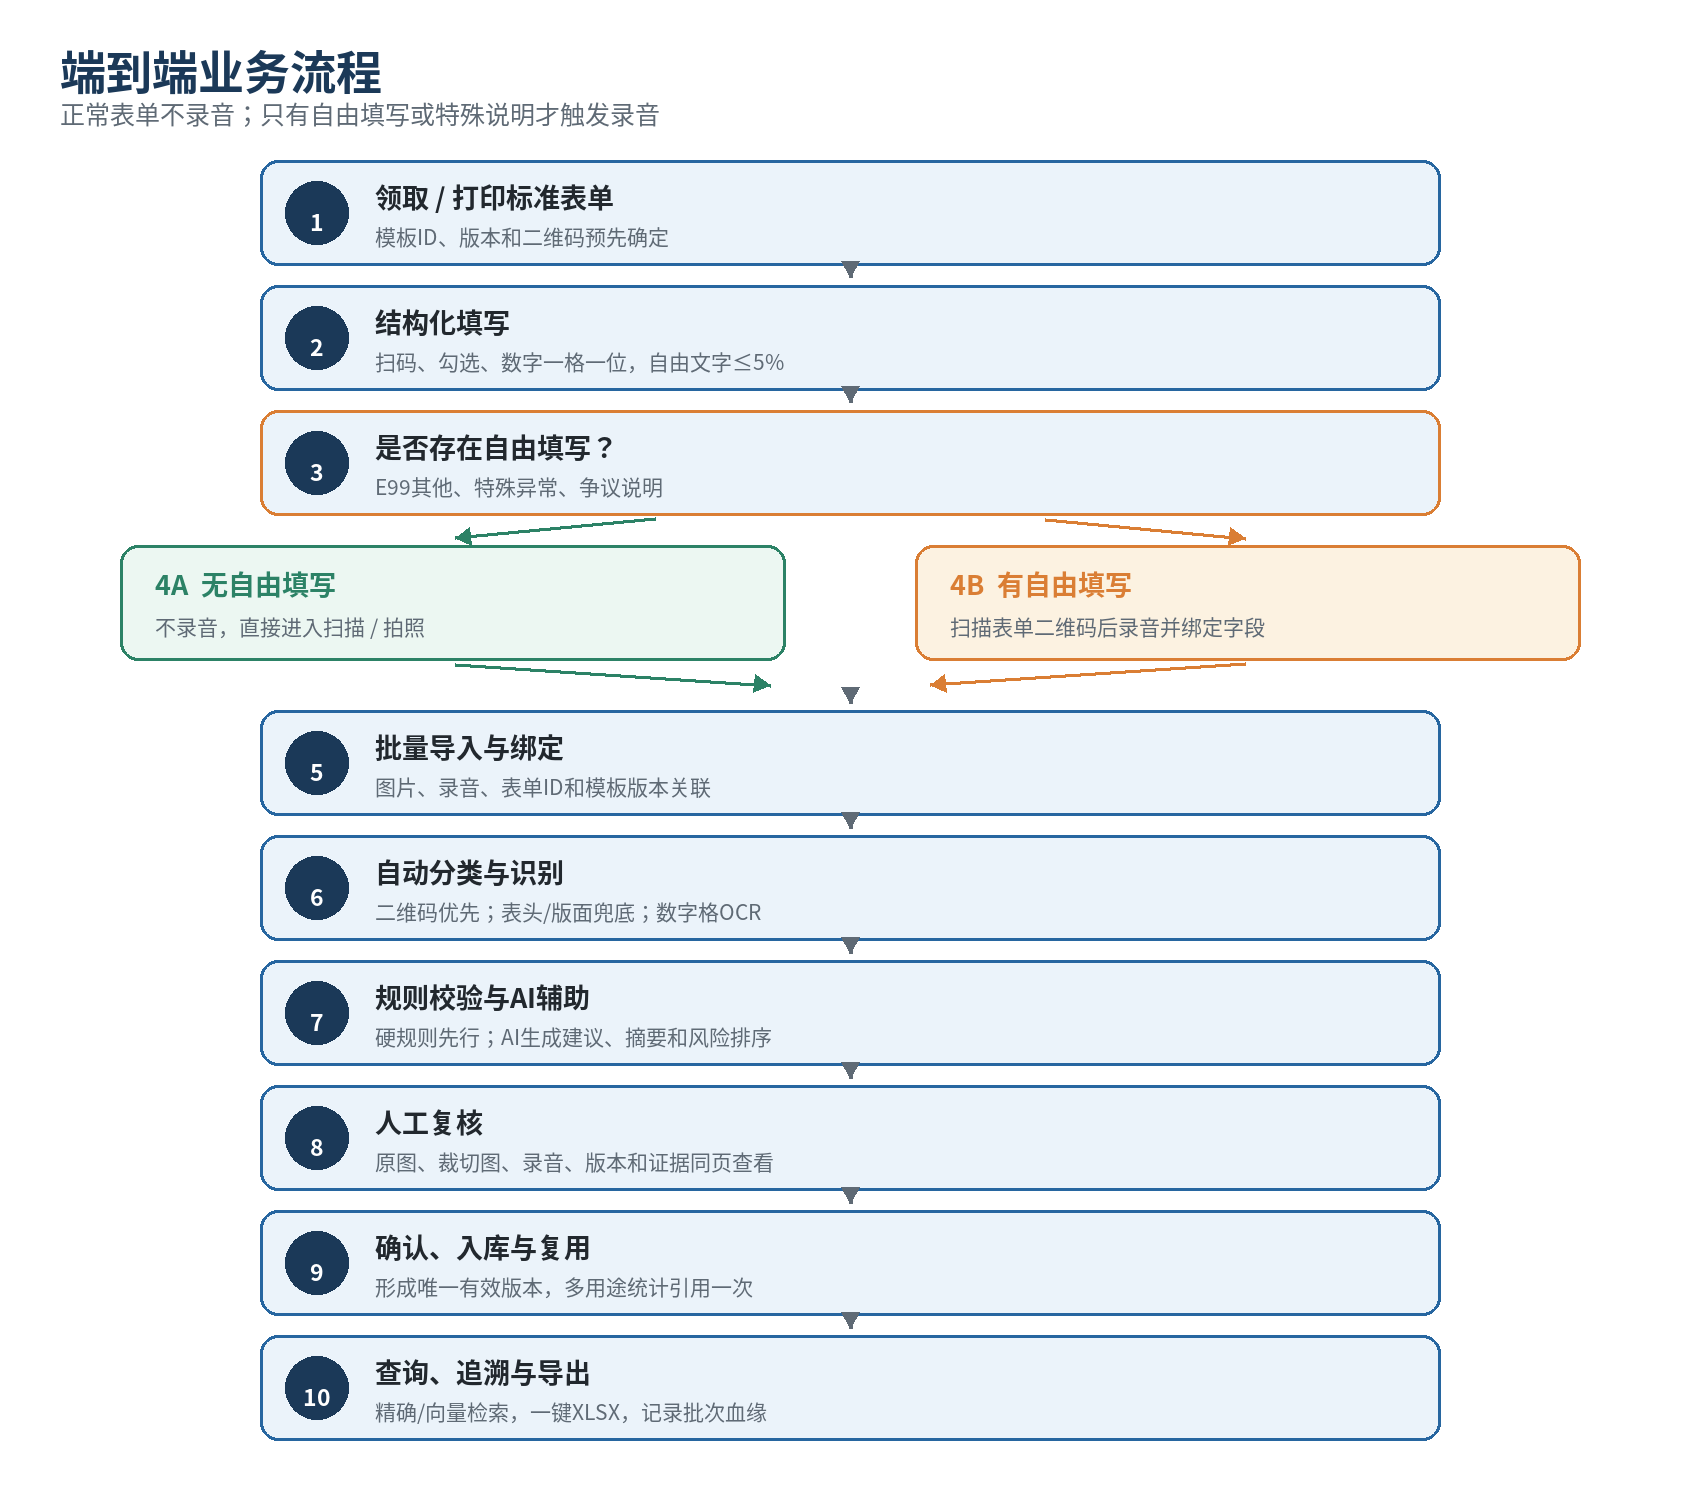 端到端业务流程
正常表单不录音；只有自由填写或特殊说明才触发录音
1
领取 / 打印标准表单
模板ID、版本和二维码预先确定
2
结构化填写
扫码、勾选、数字一格一位，自由文字≤5%
3
是否存在自由填写？
E99其他、特殊异常、争议说明
4A 无自由填写
不录音，直接进入扫描 / 拍照
4B 有自由填写
扫描表单二维码后录音并绑定字段
5
批量导入与绑定
图片、录音、表单ID和模板版本关联
6
自动分类与识别
二维码优先；表头/版面兜底；数字格OCR
7
规则校验与AI辅助
硬规则先行；AI生成建议、摘要和风险排序
8
人工复核
原图、裁切图、录音、版本和证据同页查看
9
确认、入库与复用
形成唯一有效版本，多用途统计引用一次
10
查询、追溯与导出
精确/向量检索，一键XLSX，记录批次血缘